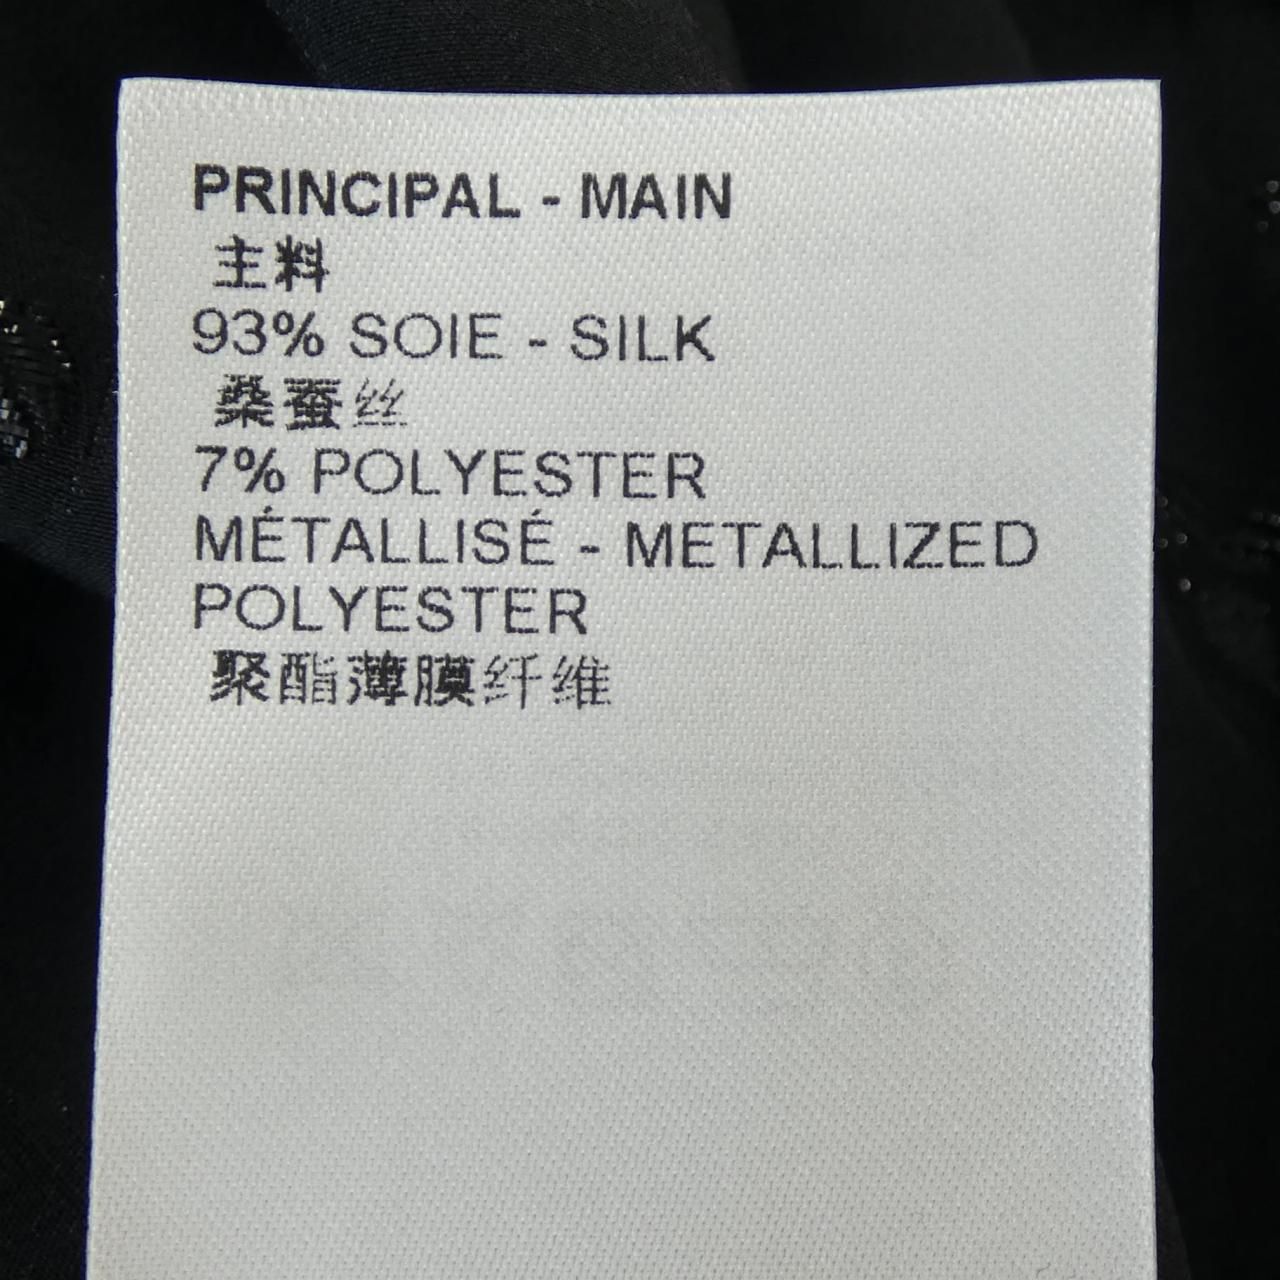 PRINCIPAL - MAIN
主料
93% SOIE - SILK
桑蚕丝
7% POLYESTER
MÉTALLISÉ - METALLIZED
POLYESTER
聚酯薄膜纤维